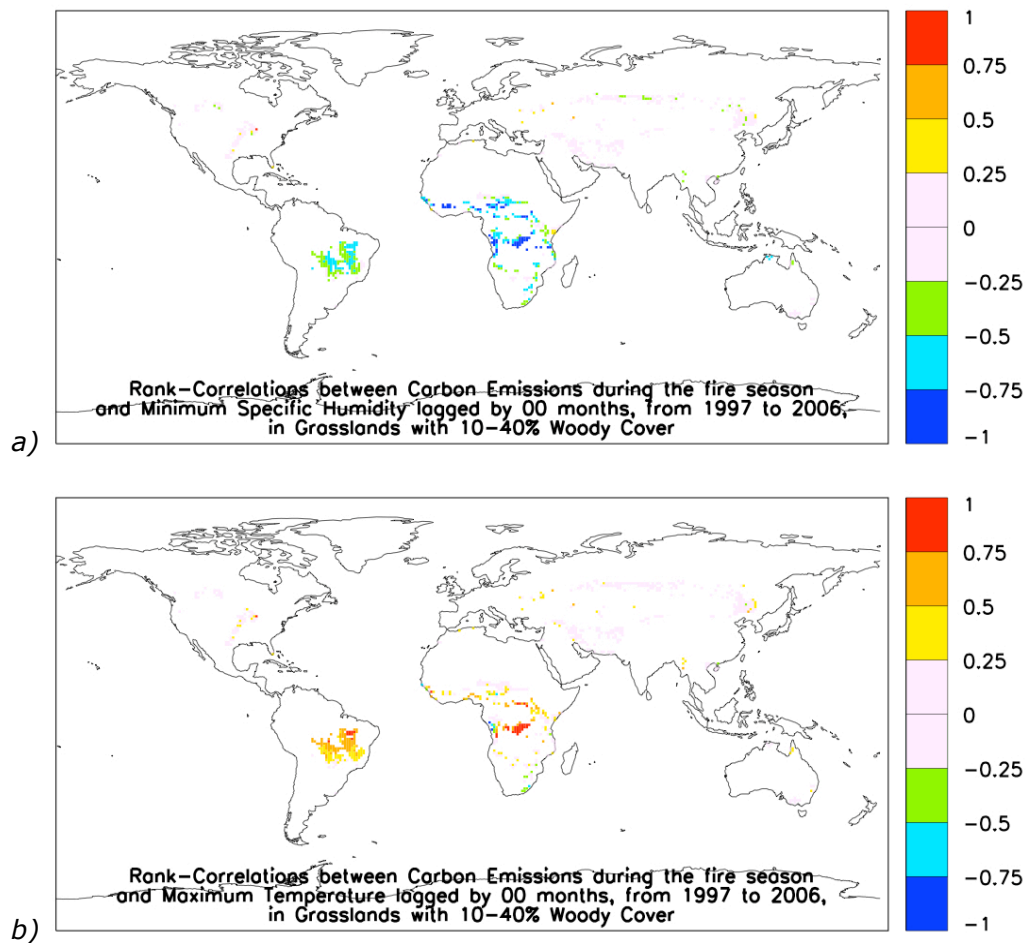 1
0.75
0.5
0.25
0
-0.25
-0.5
-0.75
-1
Rank-Correlations between Carbon Emissions during the fire season
and Minimum Specific Humidity lagged by 00 months, from 1997 to 2006,
in Grasslands with 10-40% Woody Cover
a)
1
0.75
0.5
0.25
0
-0.25
-0.5
-0.75
-1
Rank-Correlations between Carbon Emissions during the fire season
and Maximum Temperature lagged by 00 months, from 1997 to 2006,
in Grasslands with 10-40% Woody Cover
b)